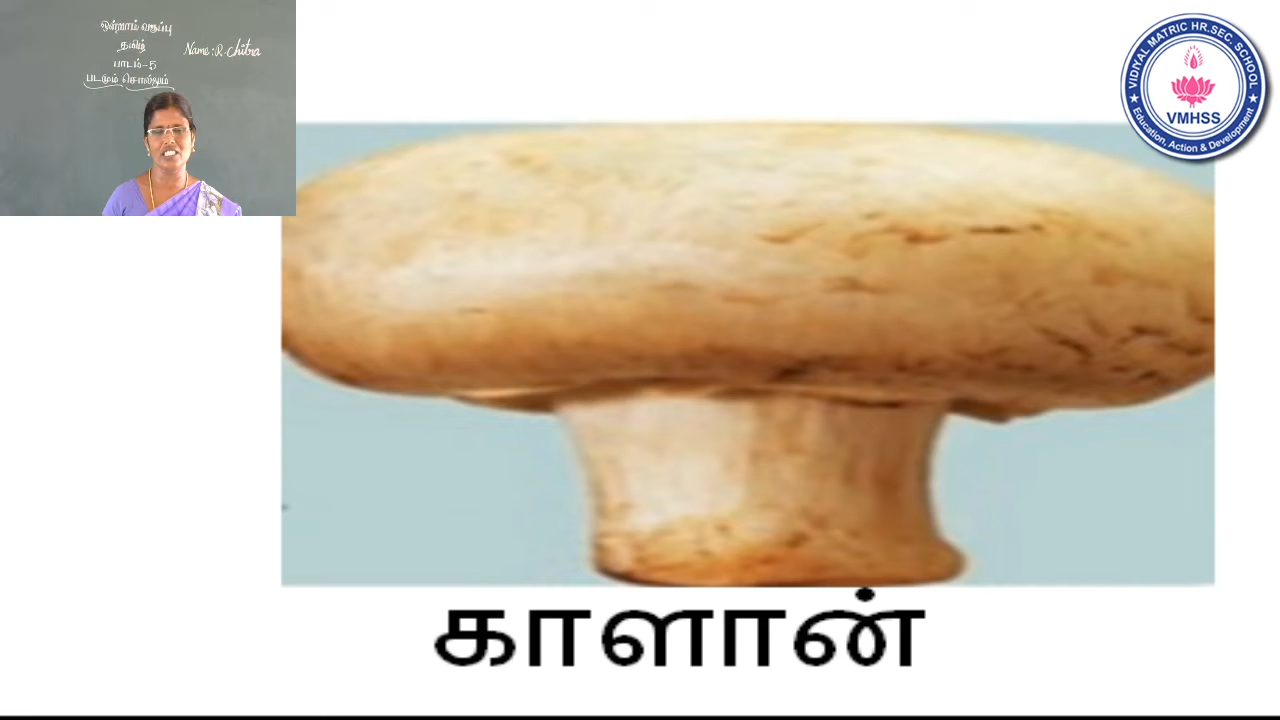 ஒன்றாம் வகுப்பு
தமிழ்
Name : R. Chitra
பாடம்-5
படமும் சொல்லும்
VIDIYAL MATRIC HR.SEC. SCHOOL
VMHSS
Education, Action & Development
காளான்